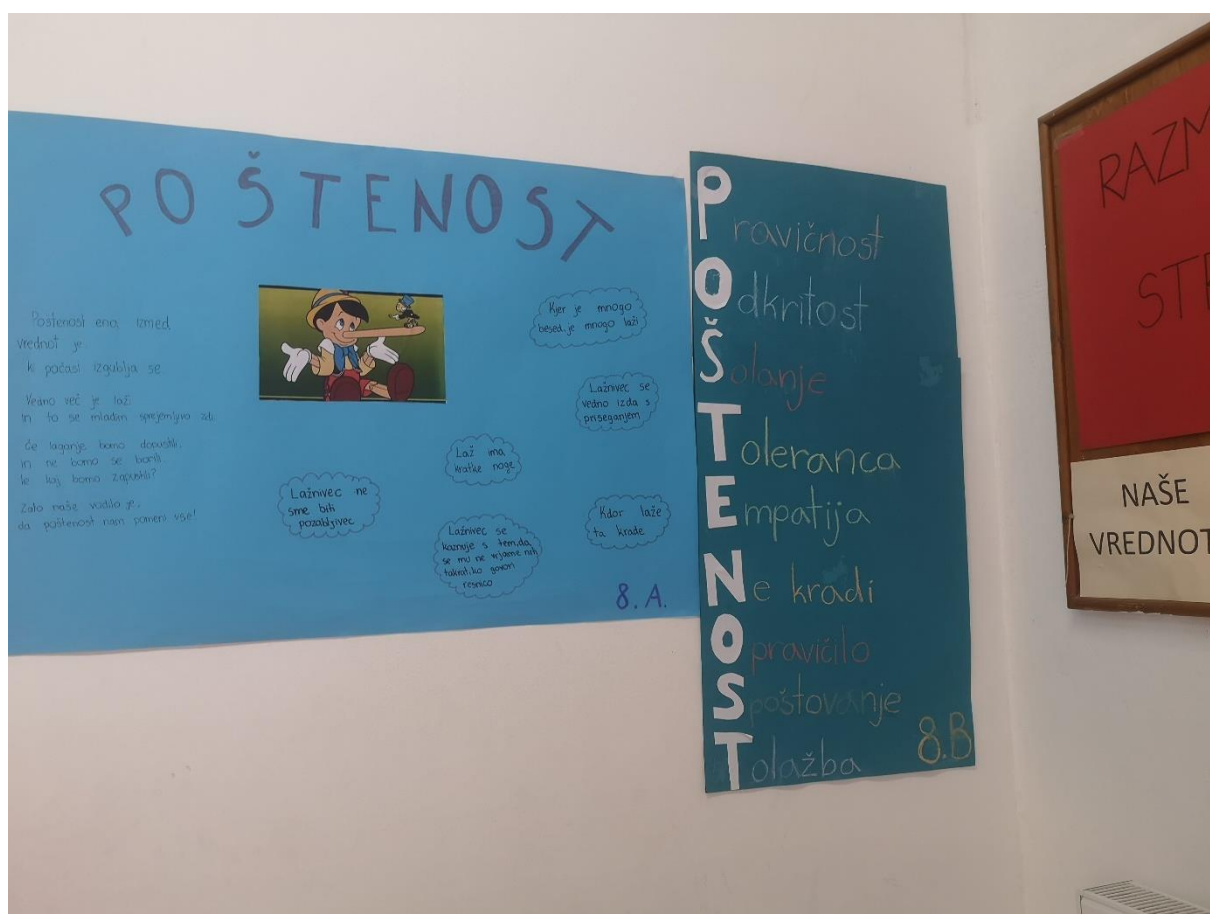 POŠTENOST
Poštenost ena izmed
vrednot je.
ki počasi izgublja se
Vedno več je laži
in to se mladim sprejemljivo zdi.
Če laganje bomo dopustili,
in ne bomo se borili.
le kaj bomo zapustili?
Zato naše vodilo je,
da poštenost nam pomeni vse!
Kjer je mnogo
besed, je mnogo laži
Lažnivec se
vedno izda s
priseganjem
Laž ima
kratke noge
Lažnivec ne
sme biti
pozabljivec
Lažnivec se
kaznuje s tem, da
se mu ne verjame niti
takrat, ko govori
resnico
Kdor laže
ta krade
8. A.
Pravičnost
Odkritost
Šolanje
Toleranca
Empatija
Ne kradi
Opravičilo
Spoštovanje
Tolažba
8.B
NAŠE